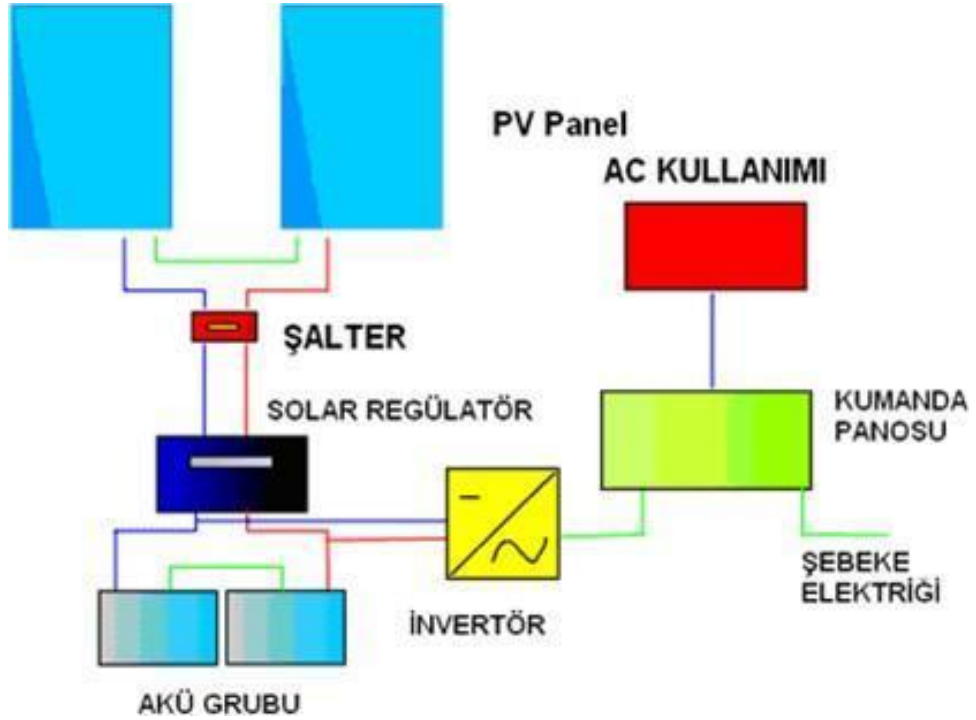 PV Panel
AC KULLANIMI
ŞALTER
SOLAR REGÜLATÖR
KUMANDA
PANOSU
ŞEBEKE
ELEKTRİĞİ
İNVERTÖR
AKÜ GRUBU